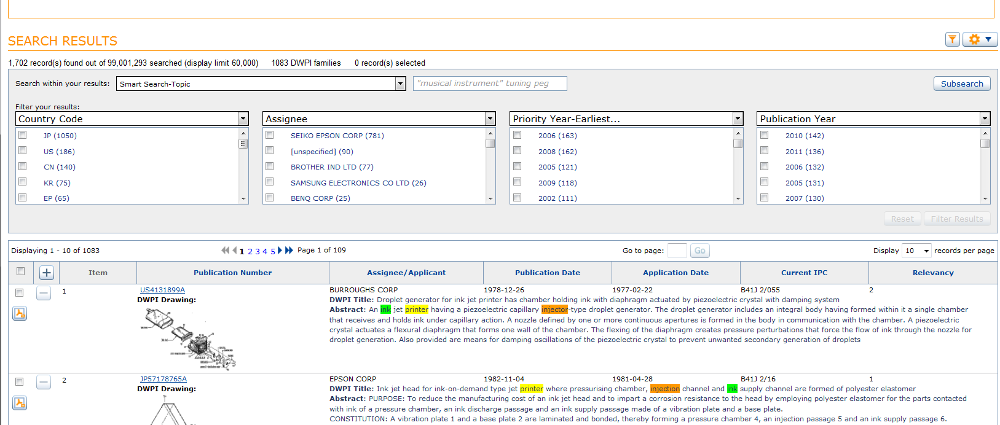 SEARCH RESULTS
1,702 record(s) found out of 99,001,293 searched (display limit 60,000) 1083 DWPI families 0 record(s) selected
Search within your results: Smart Search-Topic "musical instrument" tuning peg Subsearch
Filter your results:
Country Code Assignee Priority Year-Earliest... Publication Year
JP (1050) SEIKO EPSON CORP (781) 2006 (163) 2010 (142)
US (186) [unspecified] (90) 2008 (162) 2011 (136)
CN (140) BROTHER IND LTD (77) 2005 (121) 2006 (132)
KR (75) SAMSUNG ELECTRONICS CO LTD (26) 2009 (118) 2005 (131)
EP (65) BENQ CORP (25) 2002 (111) 2007 (130)
Reset Filter Results
Displaying 1 - 10 of 1083 1 2 3 4 5 Page 1 of 109 Go to page: Go Display 10 records per page
Item Publication Number Assignee/Applicant Publication Date Application Date Current IPC Relevancy
1 US4131899A BURROUGHS CORP 1978-12-26 1977-02-22 B41J 2/055 2
DWPI Drawing: DWPI Title: Droplet generator for ink jet printer has chamber holding ink with diaphragm actuated by piezoelectric crystal with damping system
Abstract: An ink jet printer having a piezoelectric capillary injector-type droplet generator. The droplet generator includes an integral body having formed within it a single chamber
that receives and holds ink under capillary action. A nozzle defined by one or more continuous apertures is formed in the body in communication with the chamber. A piezoelectric
crystal actuates a flexural diaphragm that forms one wall of the chamber. The flexing of the diaphragm creates pressure perturbations that force the flow of ink through the nozzle for
droplet generation. Also provided are means for damping oscillations of the piezoelectric crystal to prevent unwanted secondary generation of droplets
2 JP57178765A EPSON CORP 1982-11-04 1981-04-28 B41J 2/16 1
DWPI Drawing: DWPI Title: Ink jet head for ink-on-demand type jet printer where pressurising chamber, injection channel and ink supply channel are formed of polyester elastomer
Abstract: PURPOSE: To reduce the manufacturing cost of an ink jet head and to impart a corrosion resistance to the head by employing polyester elastomer for the parts contacted
with ink of a pressure chamber, an ink discharge passage and an ink supply passage made of a vibration plate and a base plate.
CONSTITUTION: A vibration plate 1 and a base plate 2 are laminated and bonded, thereby forming a pressure chamber 4, an injection passage 5 and an ink supply passage 6.